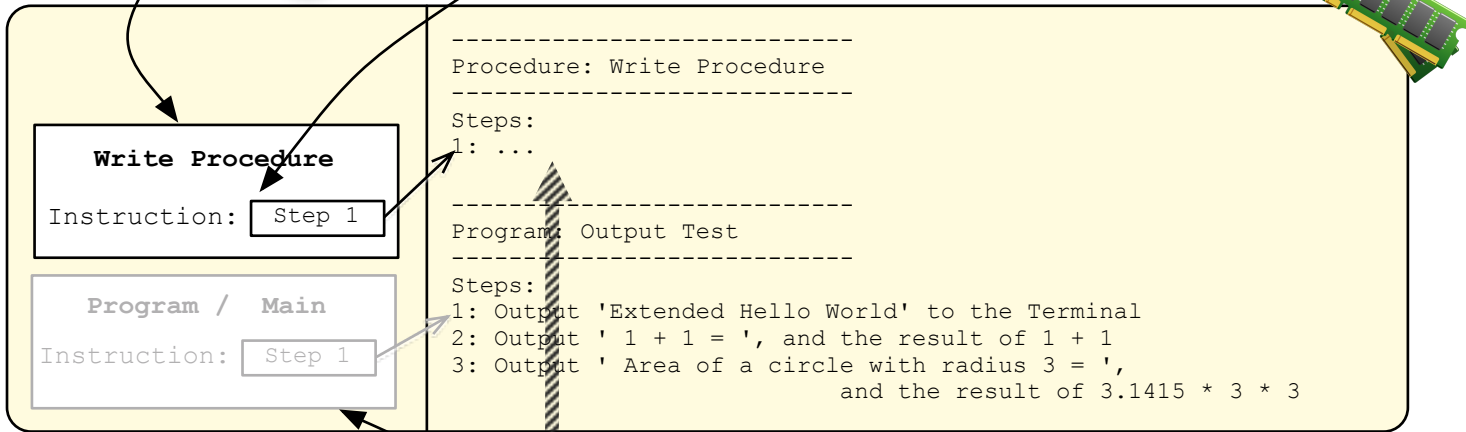 ----------------------------
Procedure: Write Procedure
----------------------------
Steps:
1: ...
Write Procedure
Instruction: Step 1
----------------------------
Program: Output Test
----------------------------
Steps:
1: Output 'Extended Hello World' to the Terminal
2: Output ' 1 + 1 = ', and the result of 1 + 1
3: Output ' Area of a circle with radius 3 = ',
and the result of 3.1415 * 3 * 3
Program / Main
Instruction: Step 1